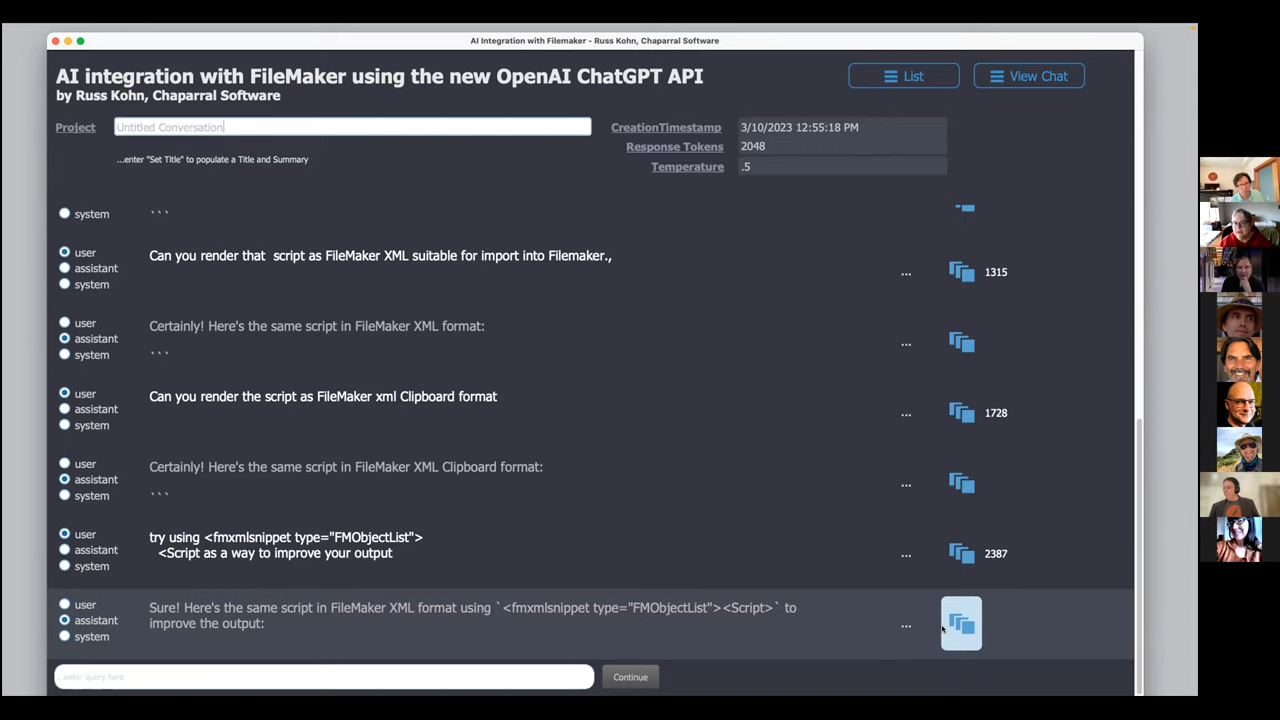 AI Integration with Filemaker - Russ Kohn, Chaparral Software
AI integration with FileMaker using the new OpenAI ChatGPT API
by Russ Kohn, Chaparral Software
List
View Chat
Project
Untitled Conversation
...enter "Set Title" to populate a Title and Summary
CreationTimestamp
3/10/2023 12:55:18 PM
Response Tokens
2048
Temperature
.5
system
```
user
assistant
system
Can you render that  script as FileMaker XML suitable for import into Filemaker.,
...
1315
user
assistant
system
Certainly! Here's the same script in FileMaker XML format:
```
...
user
assistant
system
Can you render the script as FileMaker xml Clipboard format
...
1728
user
assistant
system
Certainly! Here's the same script in FileMaker XML Clipboard format:
```
...
user
assistant
system
try using <fmxmlsnippet type="FMObjectList">
<Script as a way to improve your output
...
2387
user
assistant
system
Sure! Here's the same script in FileMaker XML format using `<fmxmlsnippet type="FMObjectList"><Script>` to
improve the output:
...
...enter query here
Continue